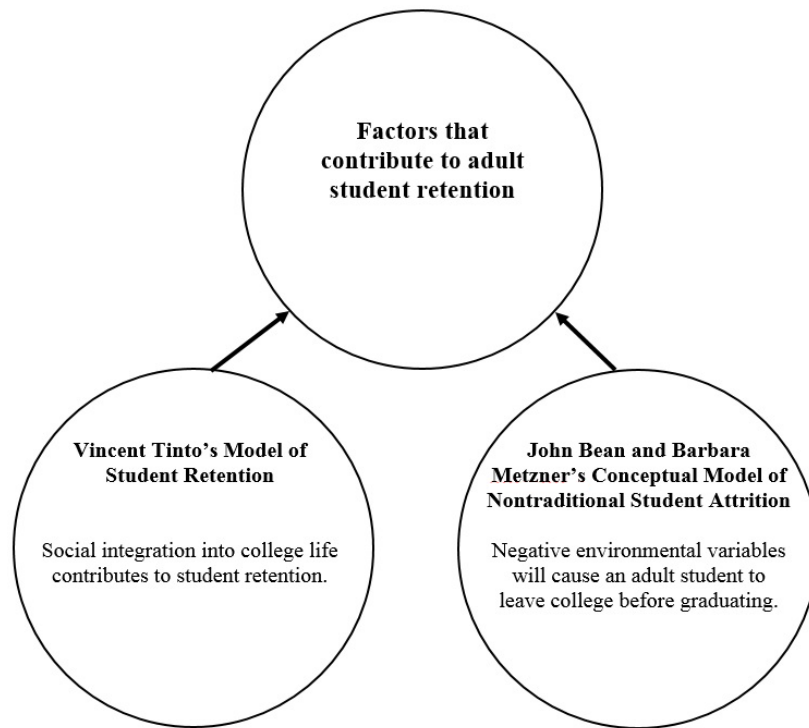 Factors that
contribute to adult
student retention
Vincent Tinto’s Model of
Student Retention
Social integration into college life
contributes to student retention.
John Bean and Barbara
Metzner’s Conceptual Model of
Nontraditional Student Attrition
Negative environmental variables
will cause an adult student to
leave college before graduating.